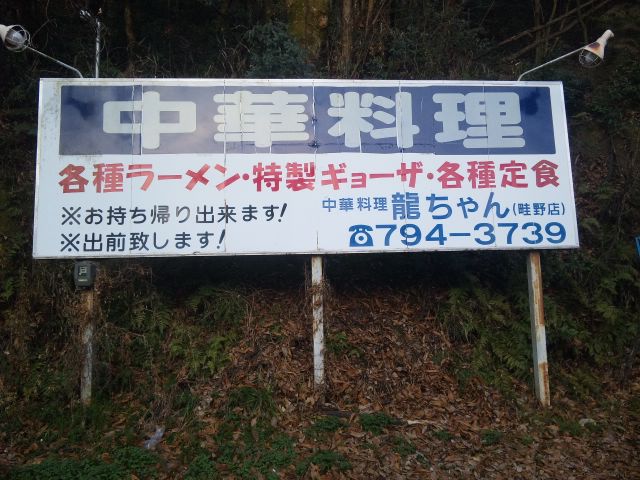 中華料理
各種ラーメン・特製ギョーザ・各種定食
※お持ち帰り出来ます!
※出前致します!
中華料理 龍ちゃん(畦野店)
☎794-3739